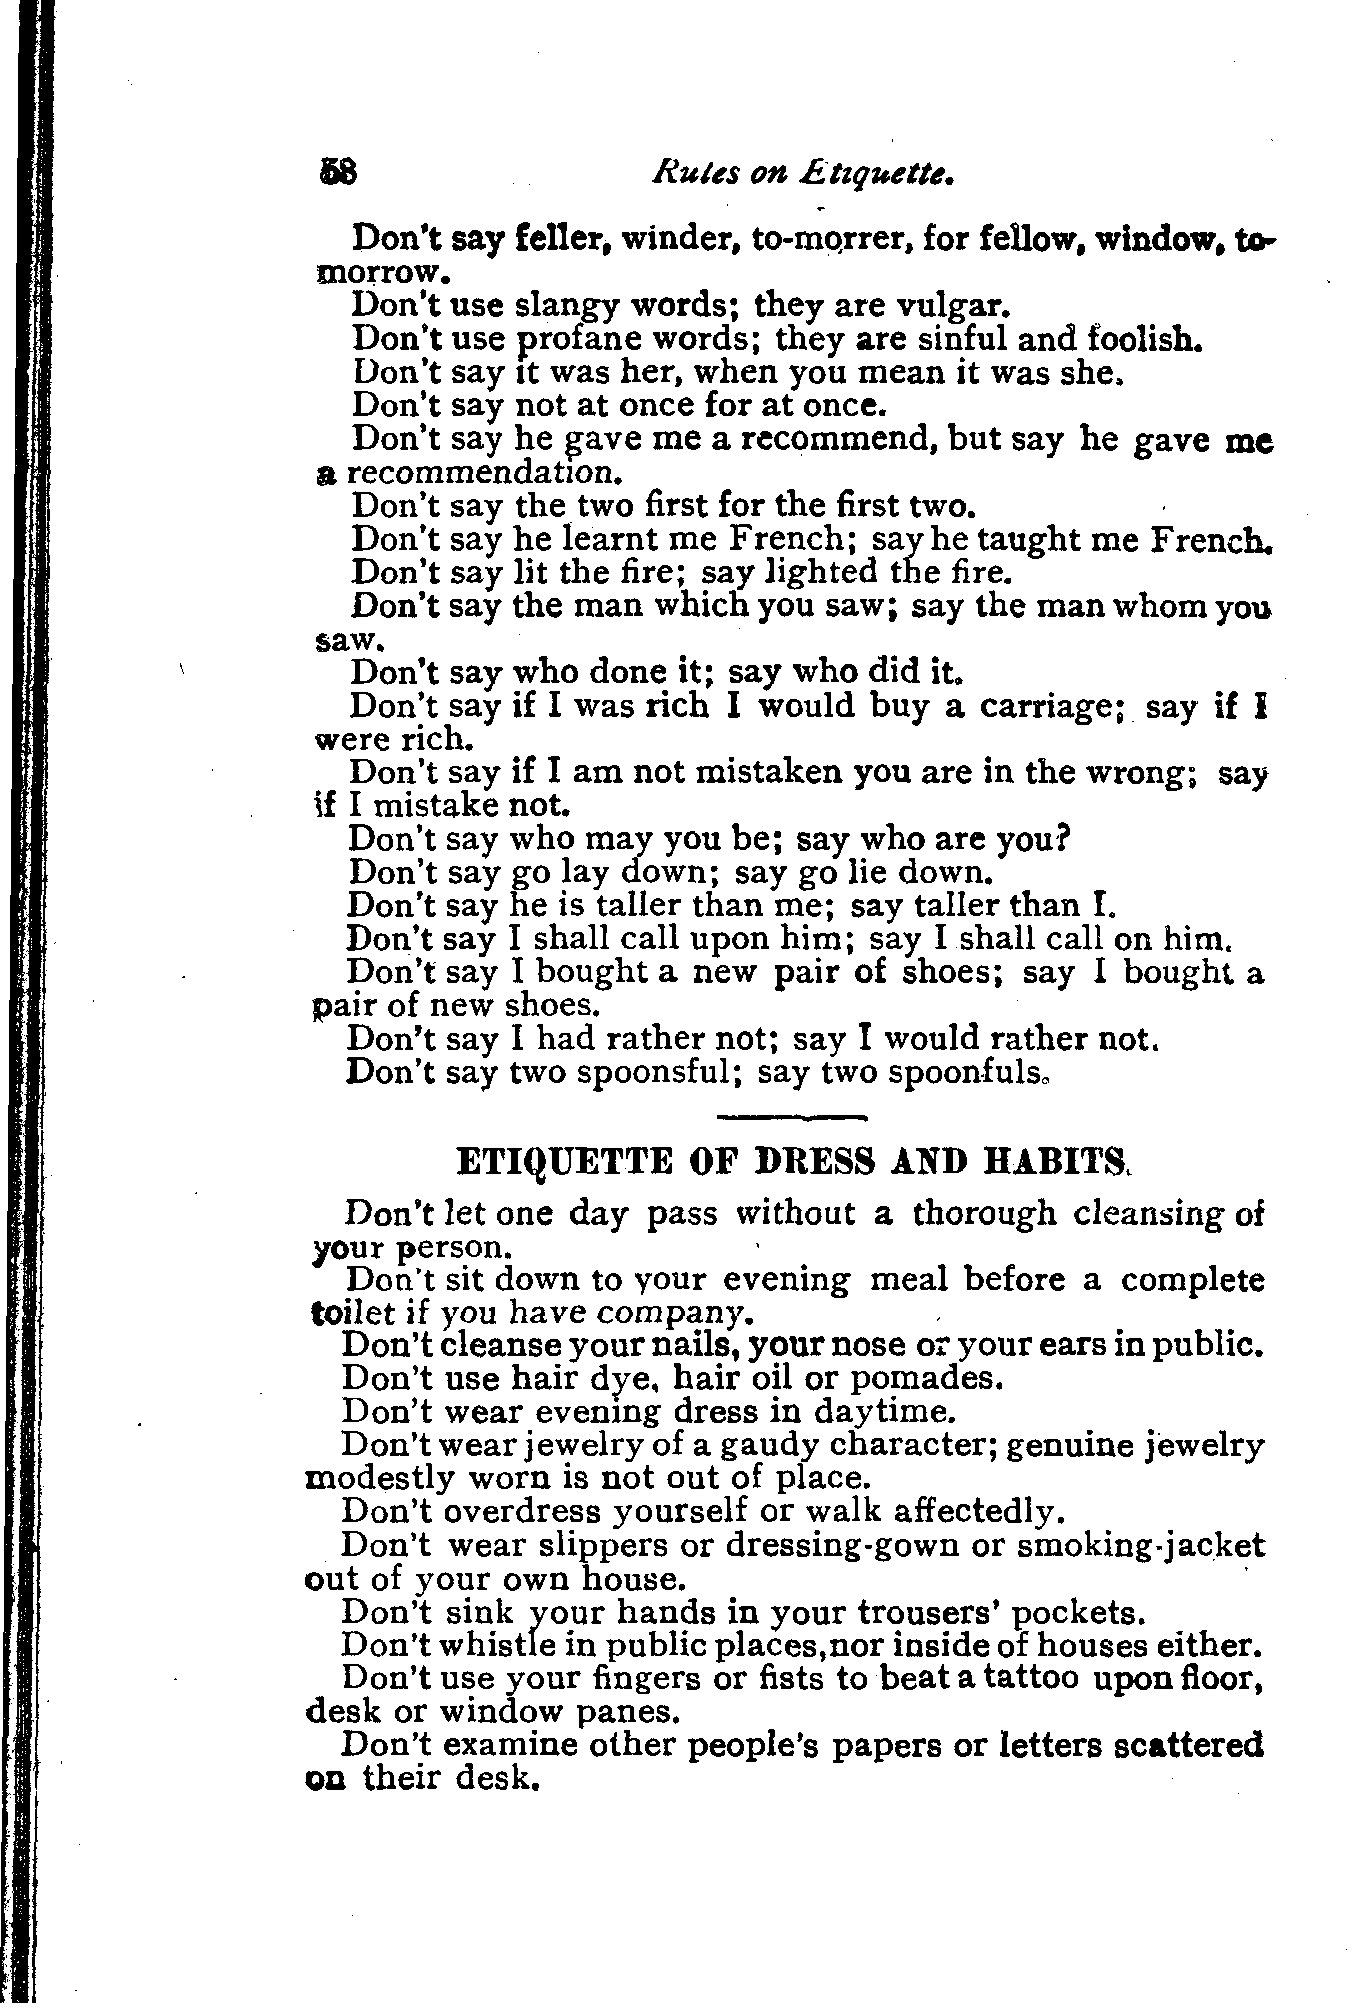 58 Rules on Etiquette.
Don't say feller, winder, to-morrer, for fellow, window, to-
morrow.
Don't use slangy words; they are vulgar.
Don't use profane words; they are sinful and foolish.
Don't say it was her, when you mean it was she.
Don't say not at once for at once.
Don't say he gave me a recommend, but say he gave me
a recommendation.
Don't say the two first for the first two.
Don't say he learnt me French; say he taught me French.
Don't say lit the fire; say lighted the fire.
Don't say the man which you saw; say the man whom you
saw.
Don't say who done it; say who did it.
Don't say if I was rich I would buy a carriage; say if I
were rich.
Don't say if I am not mistaken you are in the wrong; say
if I mistake not.
Don't say who may you be; say who are you?
Don't say go lay down; say go lie down.
Don't say he is taller than me; say taller than I.
Don't say I shall call upon him; say I shall call on him.
Don't say I bought a new pair of shoes; say I bought a
pair of new shoes.
Don't say I had rather not; say I would rather not.
Don't say two spoonsful; say two spoonfuls.
ETIQUETTE OF DRESS AND HABITS.
Don't let one day pass without a thorough cleansing of
your person.
Don't sit down to your evening meal before a complete
toilet if you have company.
Don't cleanse your nails, your nose or your ears in public.
Don't use hair dye, hair oil or pomades.
Don't wear evening dress in daytime.
Don't wear jewelry of a gaudy character; genuine jewelry
modestly worn is not out of place.
Don't overdress yourself or walk affectedly.
Don't wear slippers or dressing-gown or smoking-jacket
out of your own house.
Don't sink your hands in your trousers' pockets.
Don't whistle in public places,nor inside of houses either.
Don't use your fingers or fists to beat a tattoo upon floor,
desk or window panes.
Don't examine other people's papers or letters scattered
on their desk.